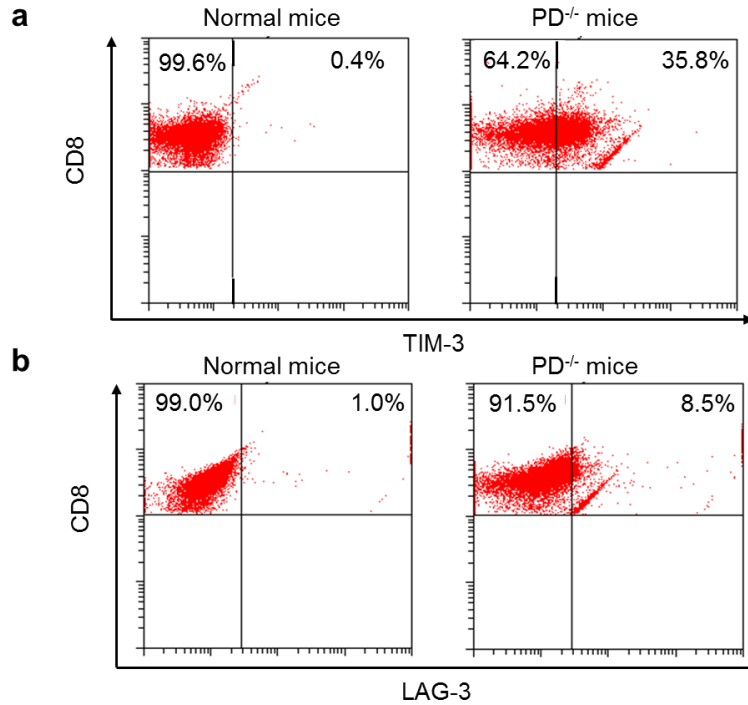 a
Normal mice
PD-/- mice
99.6%
0.4%
64.2%
35.8%
CD8
TIM-3
b
Normal mice
PD-/- mice
99.0%
1.0%
91.5%
8.5%
CD8
LAG-3